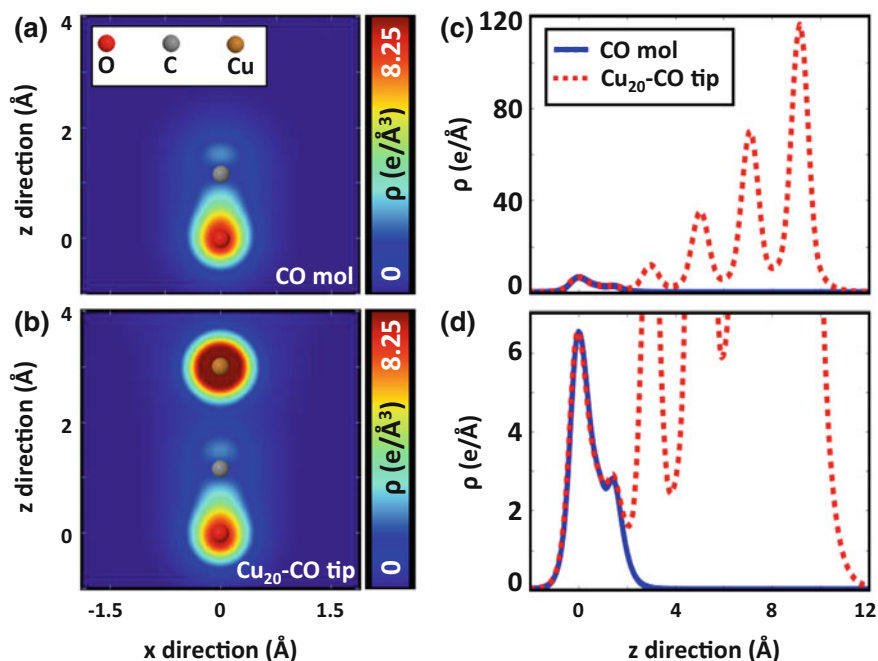 (a)
4
O C Cu
8.25
ρ (e/Å³)
0
z direction (Å)
2
0
CO mol
(b)
4
8.25
ρ (e/Å³)
0
z direction (Å)
2
0
Cu₂₀-CO tip
-1.5 0 1.5
x direction (Å)
(c)
120
80
40
0
ρ (e/Å)
CO mol
Cu₂₀-CO tip
(d)
6
4
2
0
ρ (e/Å)
0 4 8 12
z direction (Å)